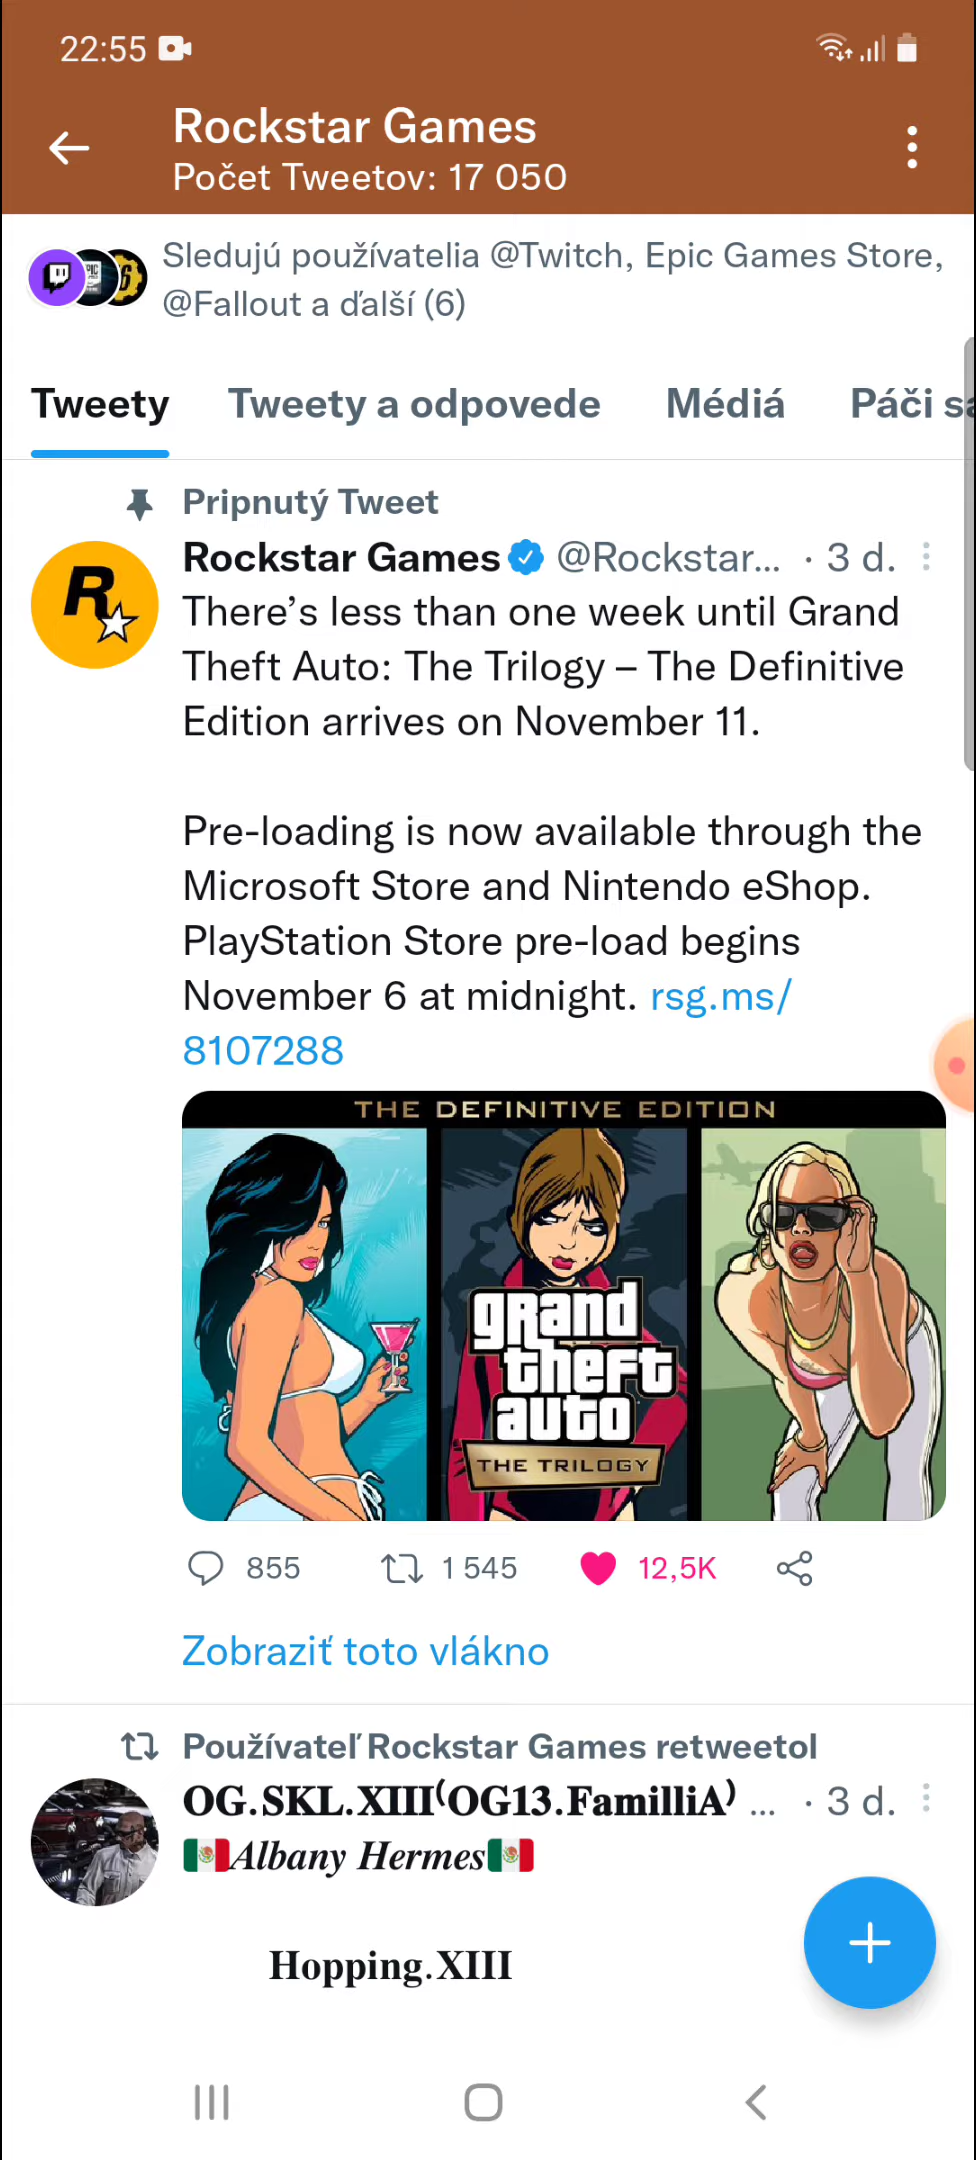 22:55
Rockstar Games
Počet Tweetov: 17 050
Sledujú používatelia @Twitch, Epic Games Store,
@Fallout a ďalší (6)
Tweety Tweety a odpovede Médiá Páči sa
Pripnutý Tweet
Rockstar Games @Rockstar... · 3 d.
There’s less than one week until Grand
Theft Auto: The Trilogy – The Definitive
Edition arrives on November 11.
Pre-loading is now available through the
Microsoft Store and Nintendo eShop.
PlayStation Store pre-load begins
November 6 at midnight. rsg.ms/
8107288
THE DEFINITIVE EDITION
grand
theft
auto
THE TRILOGY
855 1 545 12,5K
Zobraziť toto vlákno
Používateľ Rockstar Games retweetol
OG.SKL.XIII(OG13.FamilliA) ... · 3 d.
🇲🇽Albany Hermes🇲🇽
Hopping.XIII